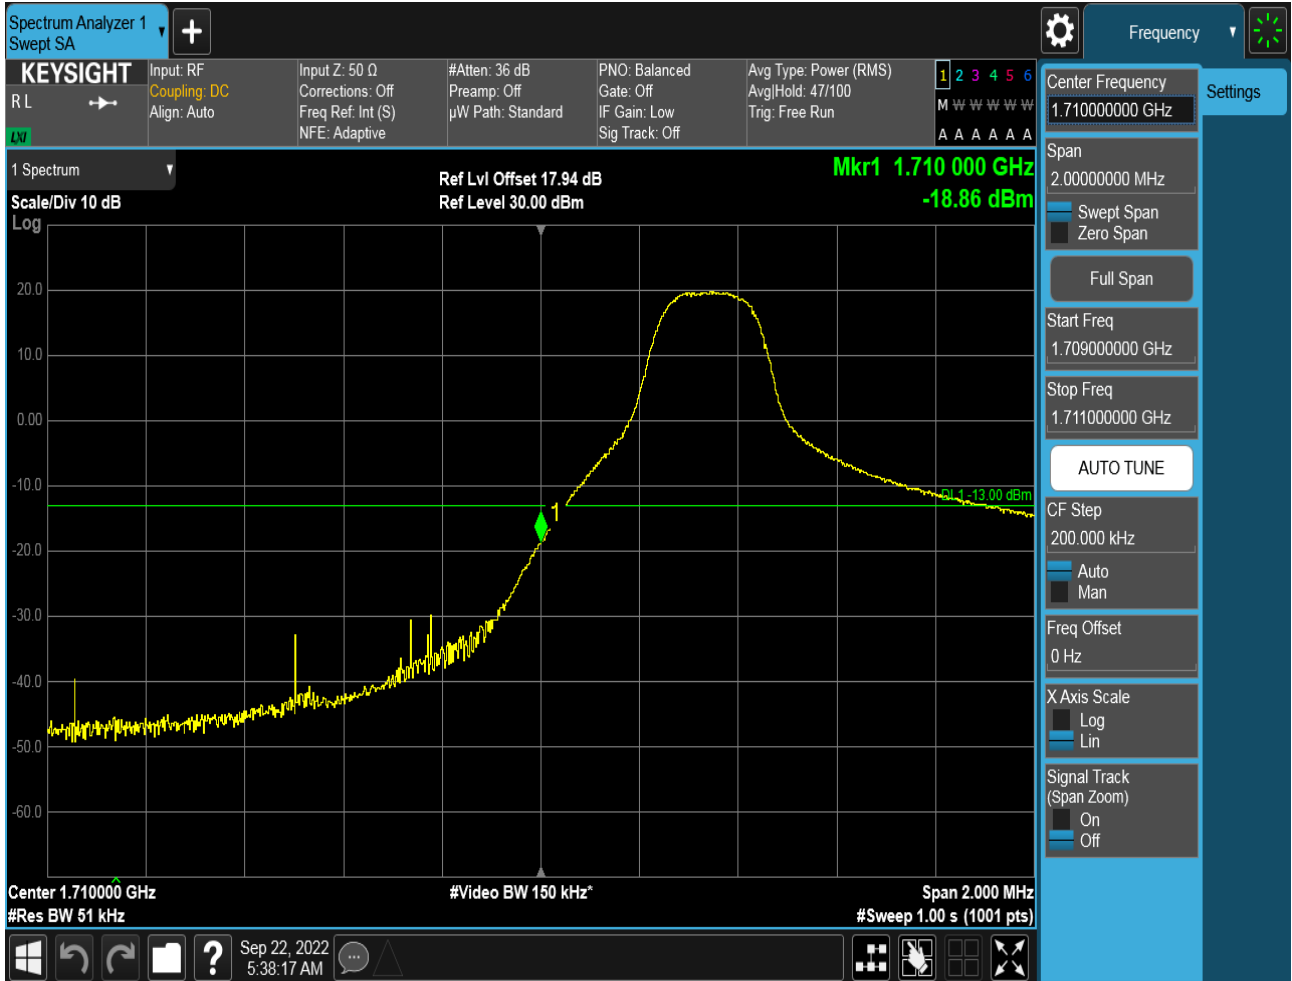 Spectrum Analyzer 1
Swept SA
Frequency
KEYSIGHT
R L
LXI
Input: RF
Coupling: DC
Align: Auto
Input Z: 50 Ω
Corrections: Off
Freq Ref: Int (S)
NFE: Adaptive
#Atten: 36 dB
Preamp: Off
µW Path: Standard
PNO: Balanced
Gate: Off
IF Gain: Low
Sig Track: Off
Avg Type: Power (RMS)
Avg|Hold: 47/100
Trig: Free Run
1 2 3 4 5 6
M W W W W W
A A A A A A
1 Spectrum
Scale/Div 10 dB
Log
Ref Lvl Offset 17.94 dB
Ref Level 30.00 dBm
Mkr1 1.710 000 GHz
-18.86 dBm
20.0
10.0
0.00
-10.0
-20.0
-30.0
-40.0
-50.0
-60.0
DL1 -13.00 dBm
1
Center 1.710000 GHz
#Res BW 51 kHz
#Video BW 150 kHz*
Span 2.000 MHz
#Sweep 1.00 s (1001 pts)
Center Frequency
1.710000000 GHz
Settings
Span
2.00000000 MHz
Swept Span
Zero Span
Full Span
Start Freq
1.709000000 GHz
Stop Freq
1.711000000 GHz
AUTO TUNE
CF Step
200.000 kHz
Auto
Man
Freq Offset
0 Hz
X Axis Scale
Log
Lin
Signal Track
(Span Zoom)
On
Off
?
Sep 22, 2022
5:38:17 AM